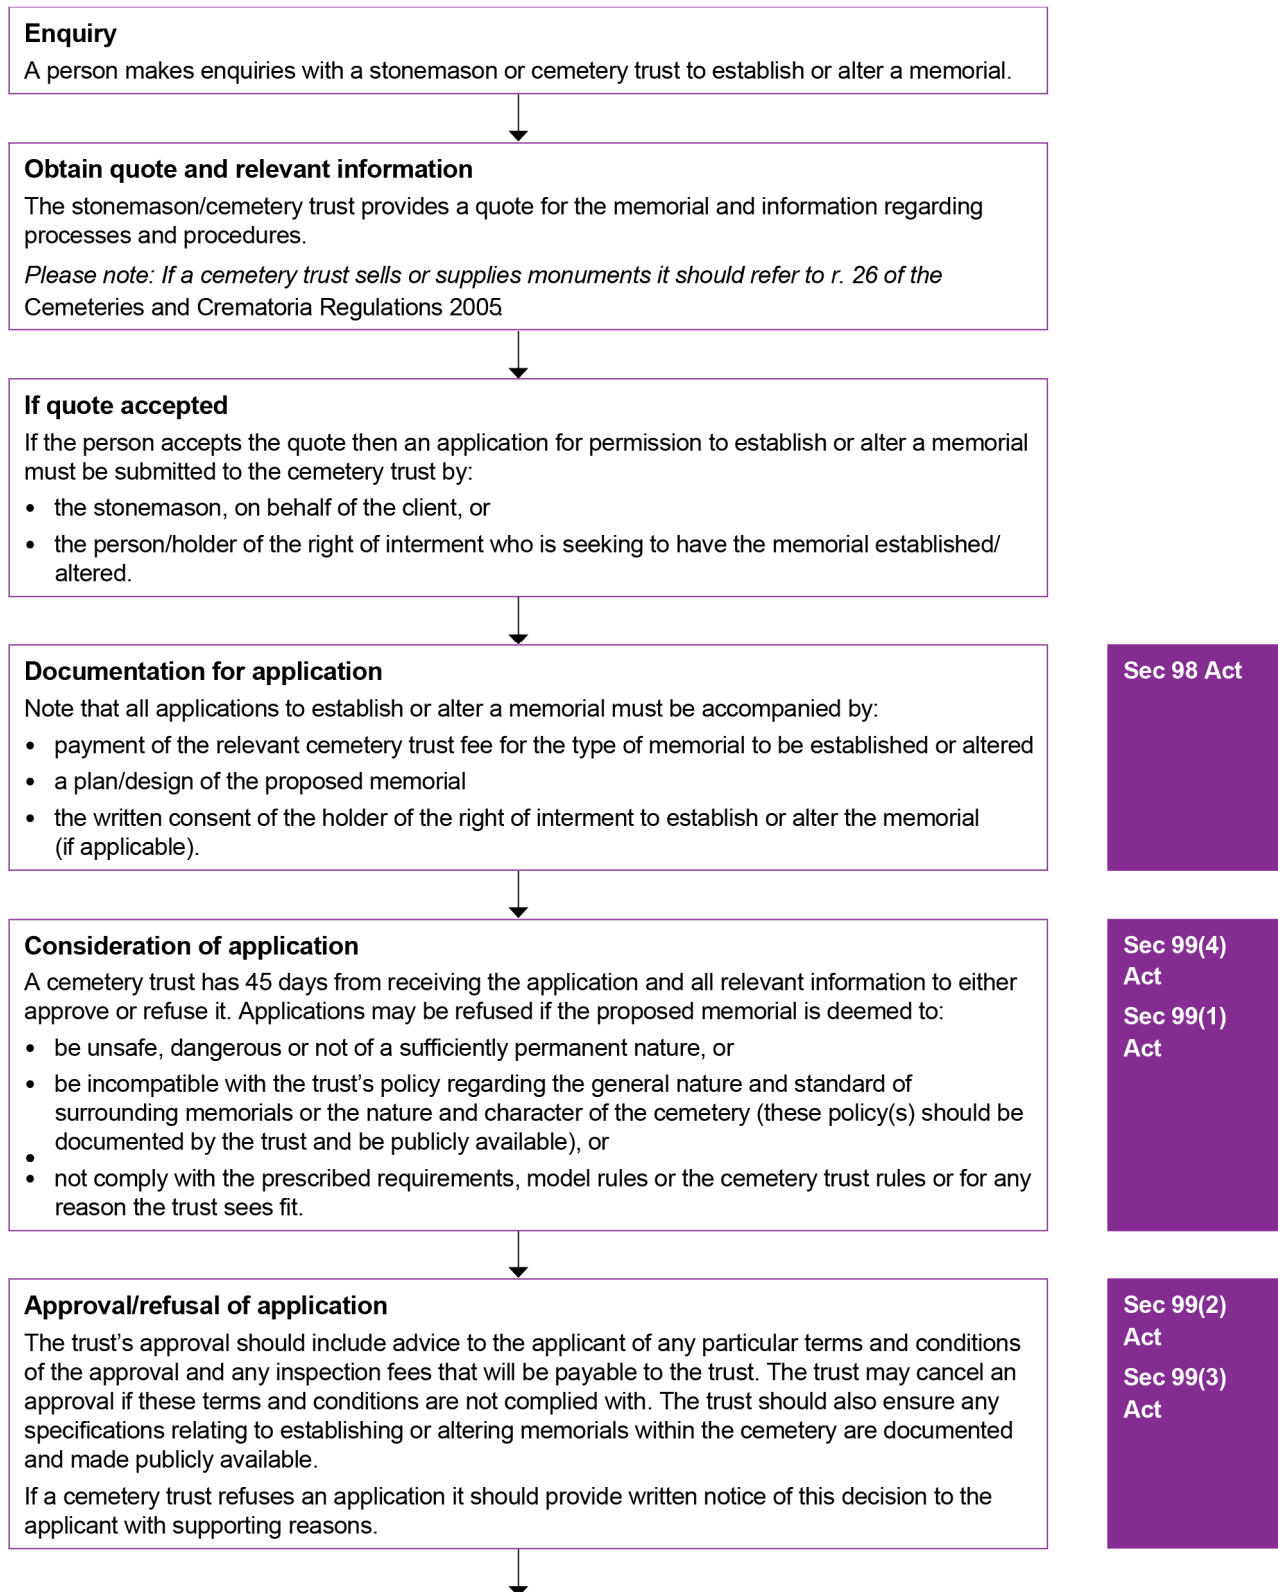 Enquiry
A person makes enquiries with a stonemason or cemetery trust to establish or alter a memorial.
Obtain quote and relevant information
The stonemason/cemetery trust provides a quote for the memorial and information regarding
processes and procedures.
Please note: If a cemetery trust sells or supplies monuments it should refer to r. 26 of the
Cemeteries and Crematoria Regulations 2005.
If quote accepted
If the person accepts the quote then an application for permission to establish or alter a memorial
must be submitted to the cemetery trust by:
• the stonemason, on behalf of the client, or
• the person/holder of the right of interment who is seeking to have the memorial established/
altered.
Documentation for application
Note that all applications to establish or alter a memorial must be accompanied by:
• payment of the relevant cemetery trust fee for the type of memorial to be established or altered
• a plan/design of the proposed memorial
• the written consent of the holder of the right of interment to establish or alter the memorial
(if applicable).
Sec 98 Act
Consideration of application
A cemetery trust has 45 days from receiving the application and all relevant information to either
approve or refuse it. Applications may be refused if the proposed memorial is deemed to:
• be unsafe, dangerous or not of a sufficiently permanent nature, or
• be incompatible with the trust's policy regarding the general nature and standard of
surrounding memorials or the nature and character of the cemetery (these policy(s) should be
documented by the trust and be publicly available), or
•
• not comply with the prescribed requirements, model rules or the cemetery trust rules or for any
reason the trust sees fit.
Sec 99(4)
Act
Sec 99(1)
Act
Approval/refusal of application
The trust's approval should include advice to the applicant of any particular terms and conditions
of the approval and any inspection fees that will be payable to the trust. The trust may cancel an
approval if these terms and conditions are not complied with. The trust should also ensure any
specifications relating to establishing or altering memorials within the cemetery are documented
and made publicly available.
If a cemetery trust refuses an application it should provide written notice of this decision to the
applicant with supporting reasons.
Sec 99(2)
Act
Sec 99(3)
Act